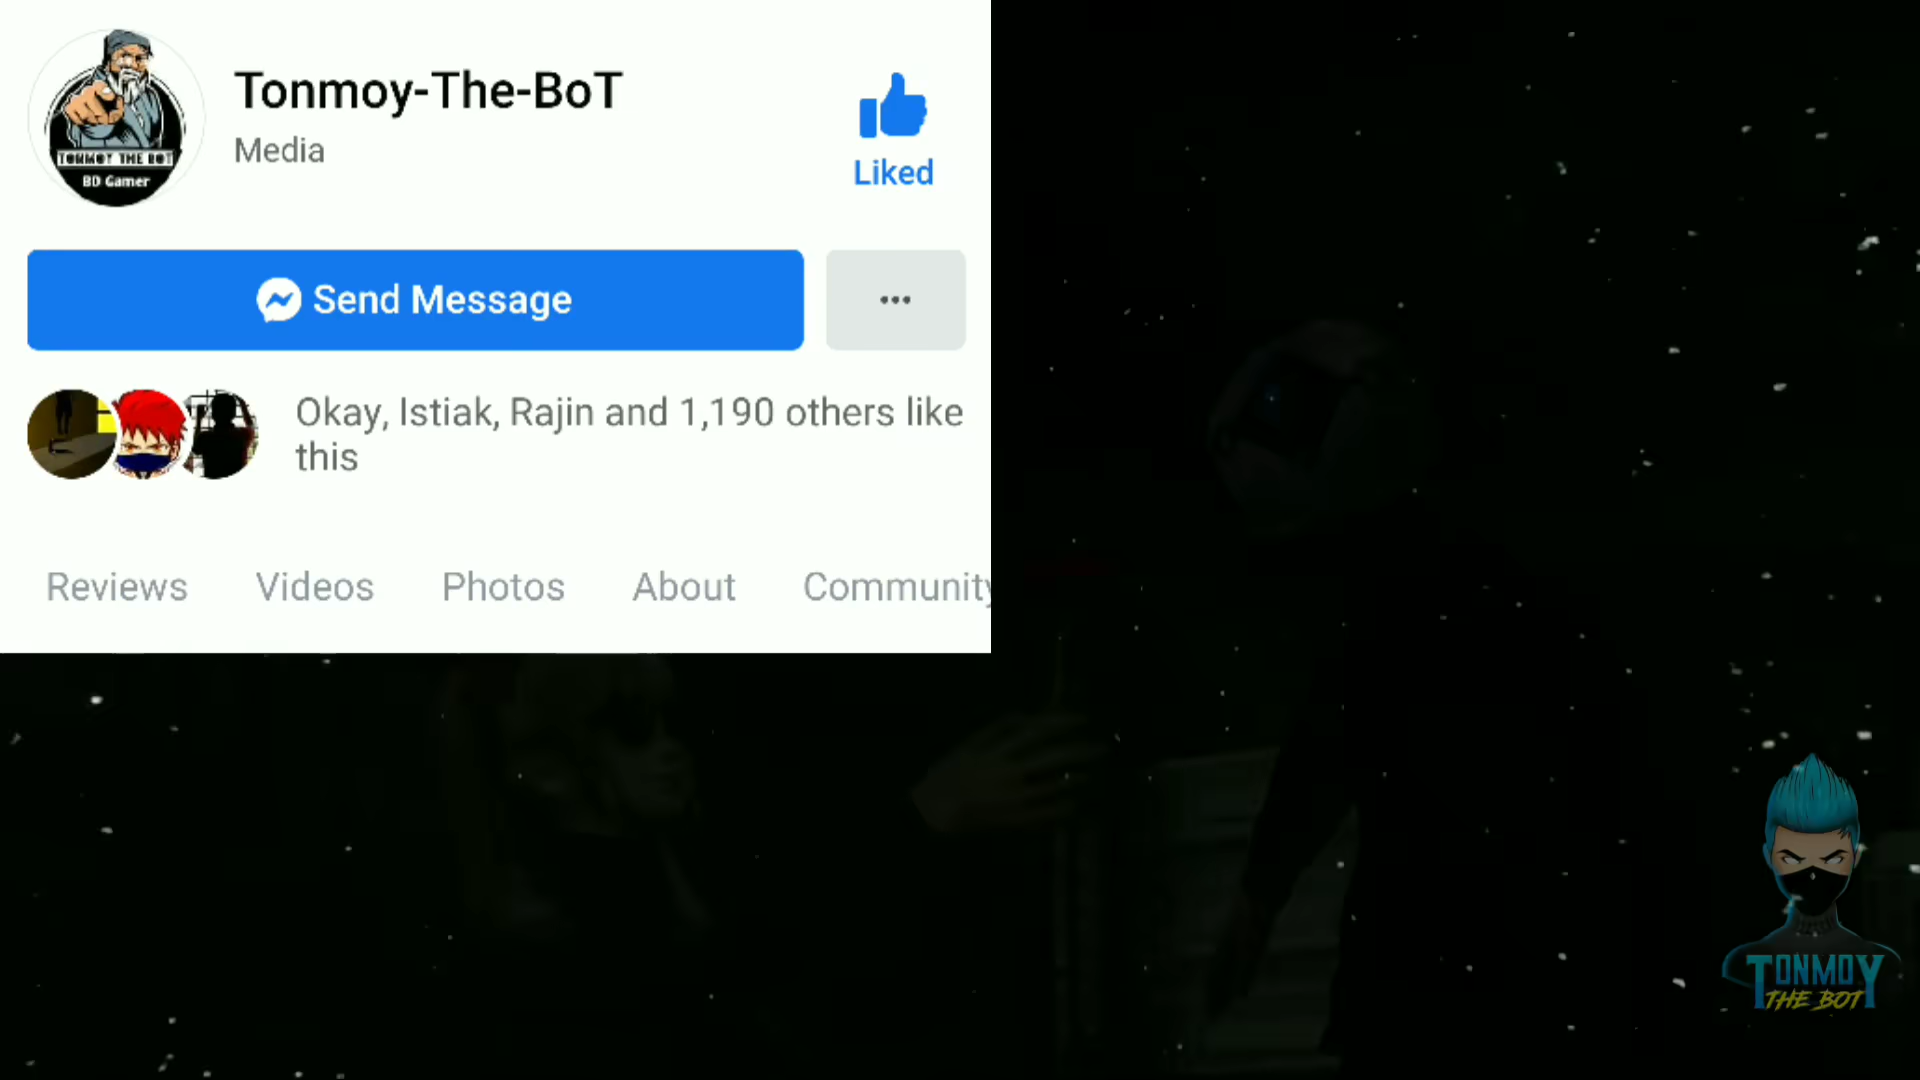 Tonmoy-The-BoT
Media
TONMOY THE BOT
BD Gamer
Liked
Send Message
Okay, Istiak, Rajin and 1,190 others like
this
Reviews Videos Photos About Community
TONMOY
THE BOT